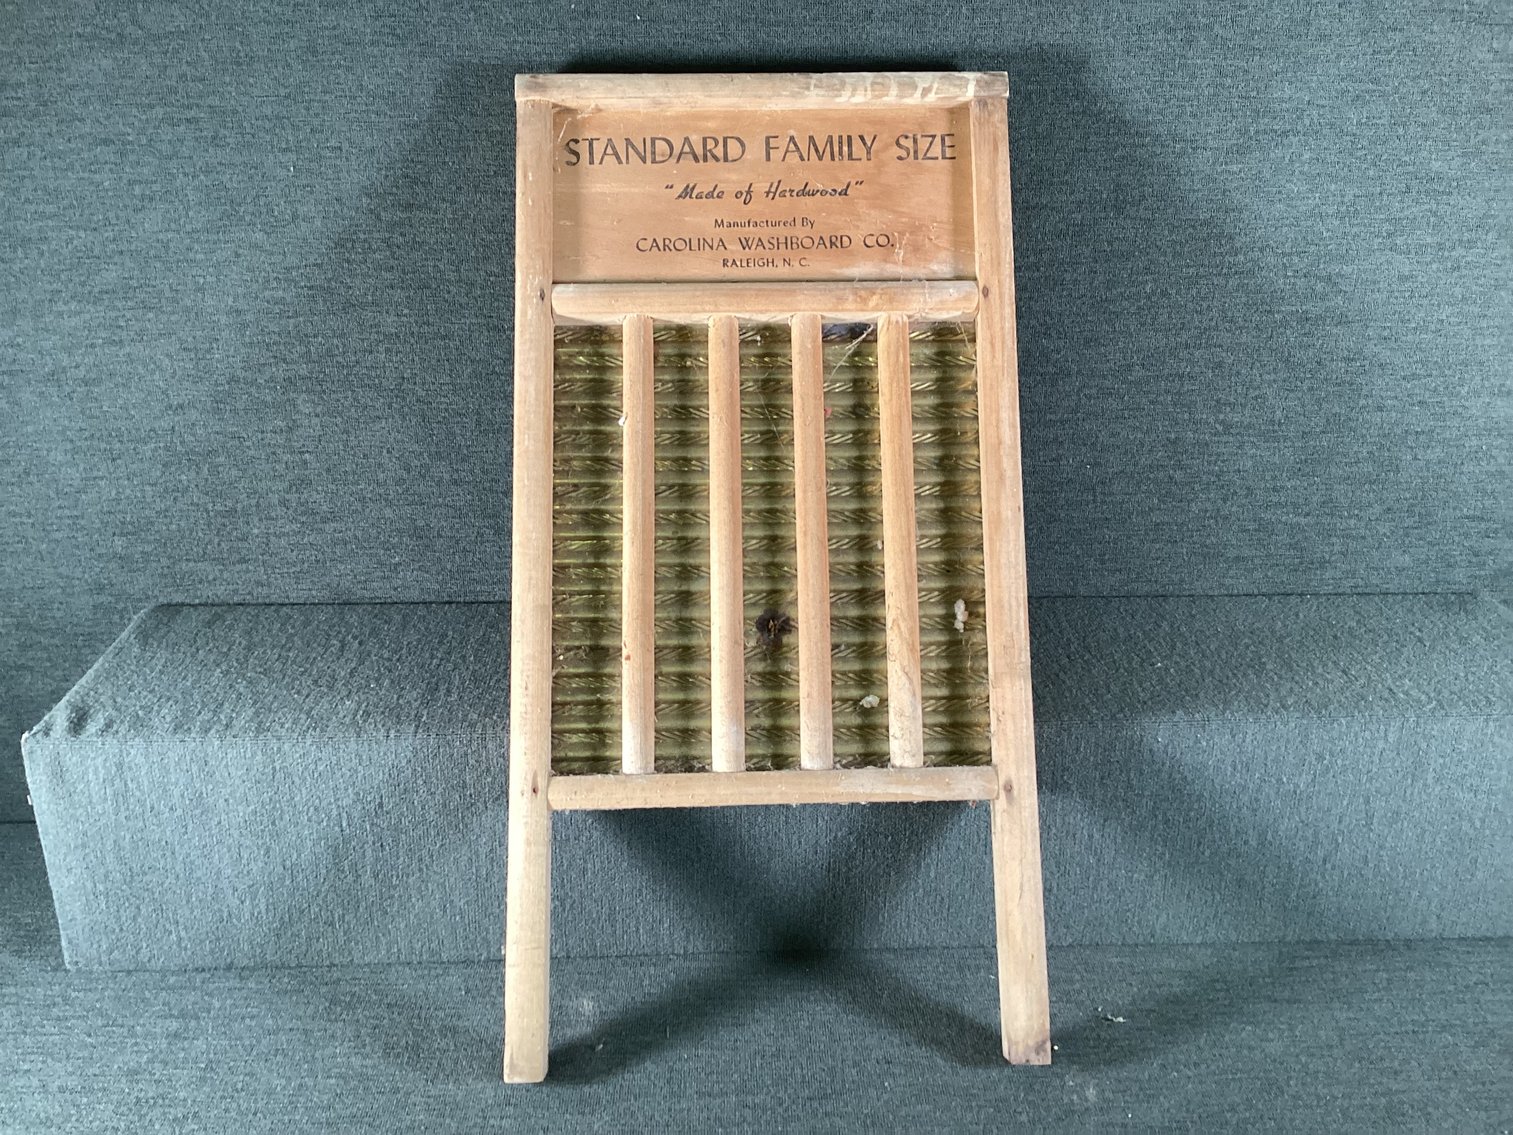 STANDARD FAMILY SIZE
"Made of Hardwood"
Manufactured By
CAROLINA WASHBOARD CO.
RALEIGH, N. C.